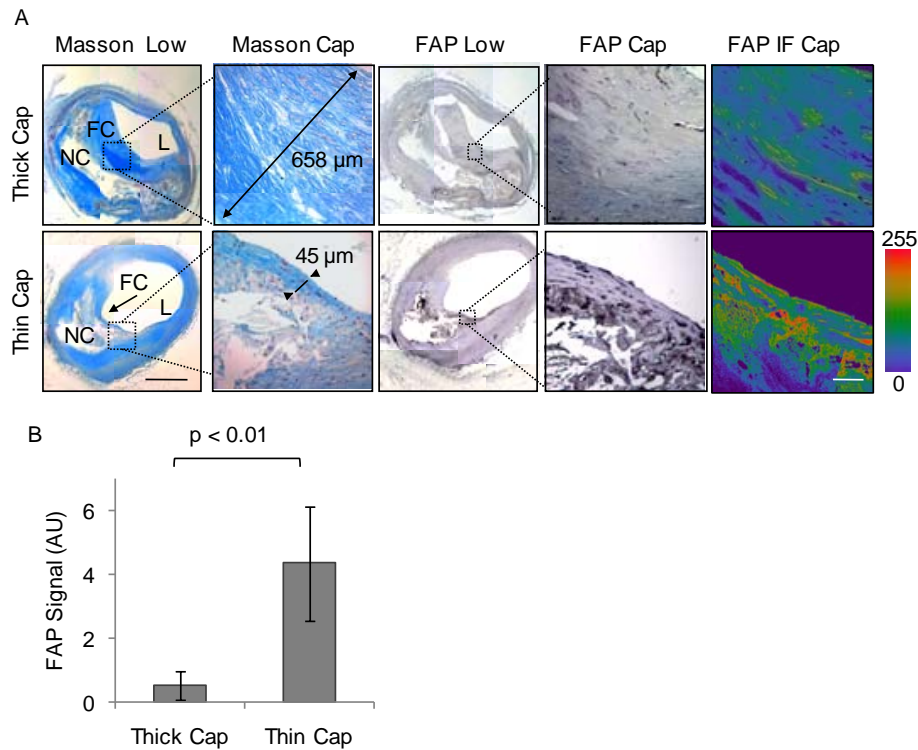 A
Masson Low
Masson Cap
FAP Low
FAP Cap
FAP IF Cap
Thick Cap
FC
NC
L
658 µm
Thin Cap
FC
NC
L
45 µm
255
0
B
p < 0.01
FAP Signal (AU)
6
4
2
0
Thick Cap
Thin Cap